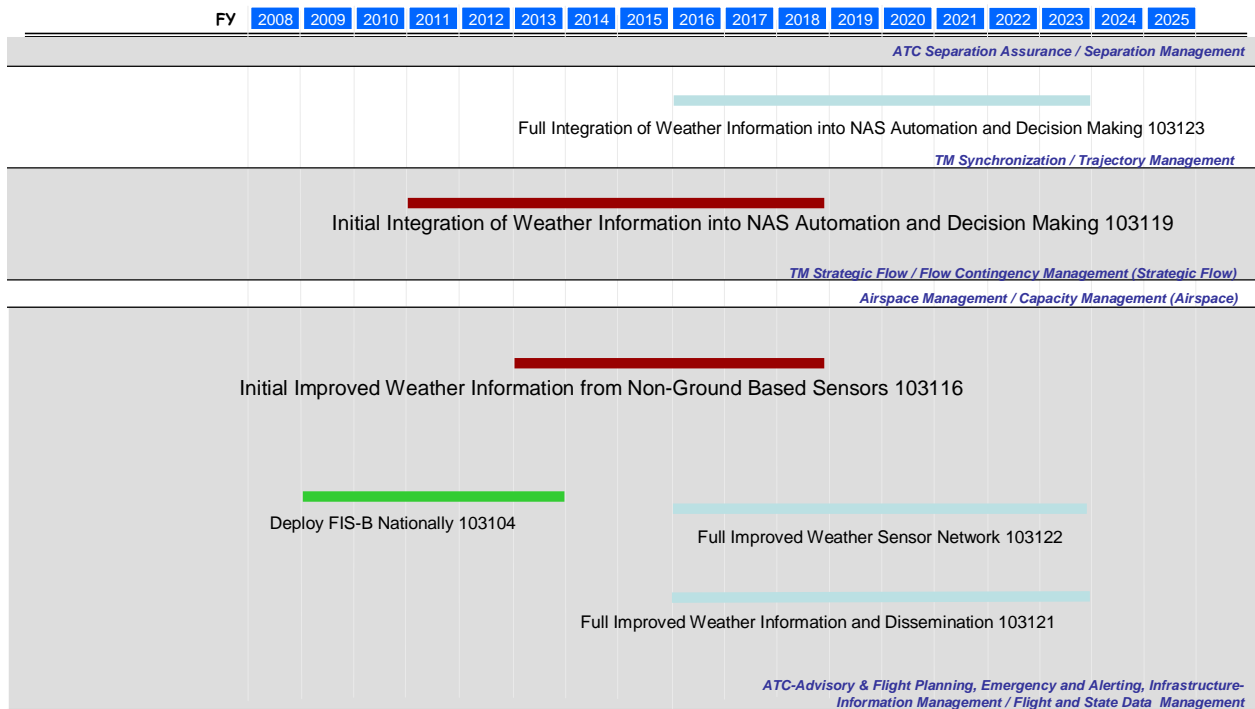 FY 2008 2009 2010 2011 2012 2013 2014 2015 2016 2017 2018 2019 2020 2021 2022 2023 2024 2025
ATC Separation Assurance / Separation Management
Full Integration of Weather Information into NAS Automation and Decision Making 103123
TM Synchronization / Trajectory Management
Initial Integration of Weather Information into NAS Automation and Decision Making 103119
TM Strategic Flow / Flow Contingency Management (Strategic Flow)
Airspace Management / Capacity Management (Airspace)
Initial Improved Weather Information from Non-Ground Based Sensors 103116
Deploy FIS-B Nationally 103104
Full Improved Weather Sensor Network 103122
Full Improved Weather Information and Dissemination 103121
ATC-Advisory & Flight Planning, Emergency and Alerting, Infrastructure-
Information Management / Flight and State Data Management